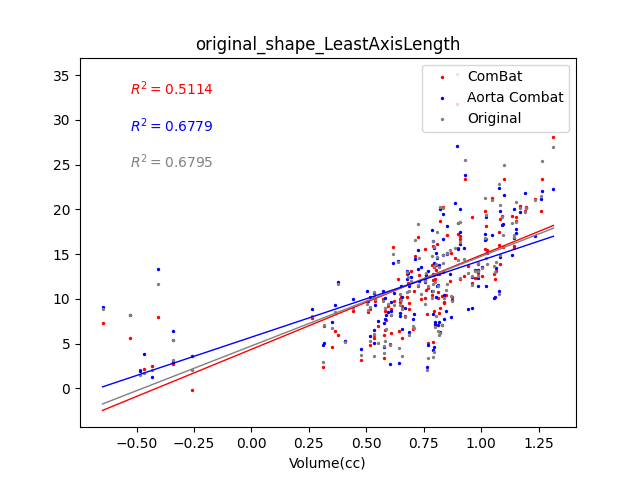 original_shape_LeastAxisLength
35
30
25
20
15
10
5
0
R² = 0.5114
R² = 0.6779
R² = 0.6795
ComBat
Aorta Combat
Original
−0.50 −0.25 0.00 0.25 0.50 0.75 1.00 1.25
Volume(cc)